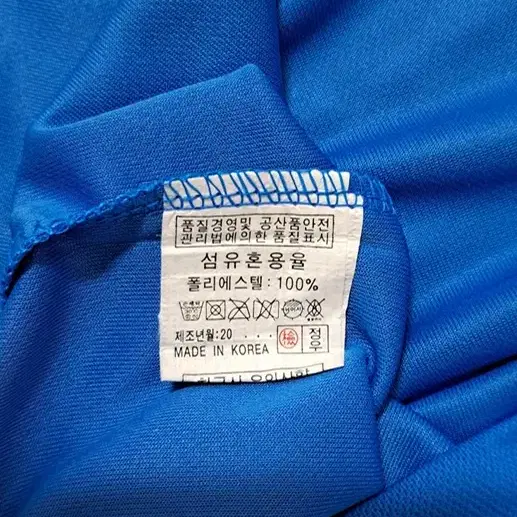 품질경영및 공산품안전
관리법에의한 품질표시
섬유혼용율
폴리에스텔: 100%
제조년월:20 . . .
MADE IN KOREA
檢
정우